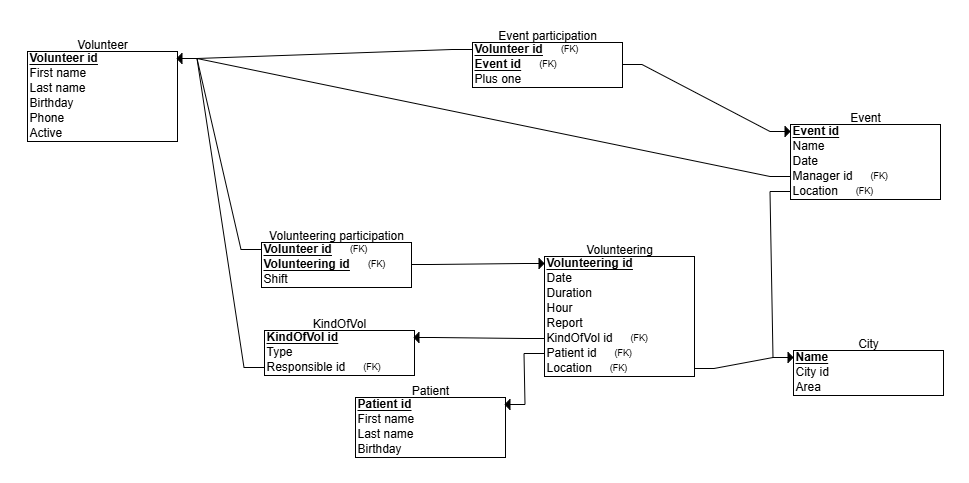 Volunteer
Volunteer id
First name
Last name
Birthday
Phone
Active
Event participation
Volunteer id (FK)
Event id (FK)
Plus one
Event
Event id
Name
Date
Manager id (FK)
Location (FK)
Volunteering participation
Volunteer id (FK)
Volunteering id (FK)
Shift
Volunteering
Volunteering id
Date
Duration
Hour
Report
KindOfVol id (FK)
Patient id (FK)
Location (FK)
KindOfVol
KindOfVol id
Type
Responsible id (FK)
City
Name
City id
Area
Patient
Patient id
First name
Last name
Birthday